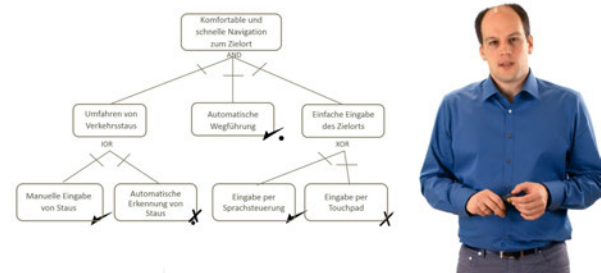 Komfortable und
schnelle Navigation
zum Zielort
AND
Umfahren von
Verkehrsstaus
Automatische
Wegführung
Einfache Eingabe
des Zielorts
IOR
XOR
Manuelle Eingabe
von Staus
Automatische
Erkennung von
Staus
Eingabe per
Sprachsteuerung
Eingabe per
Touchpad